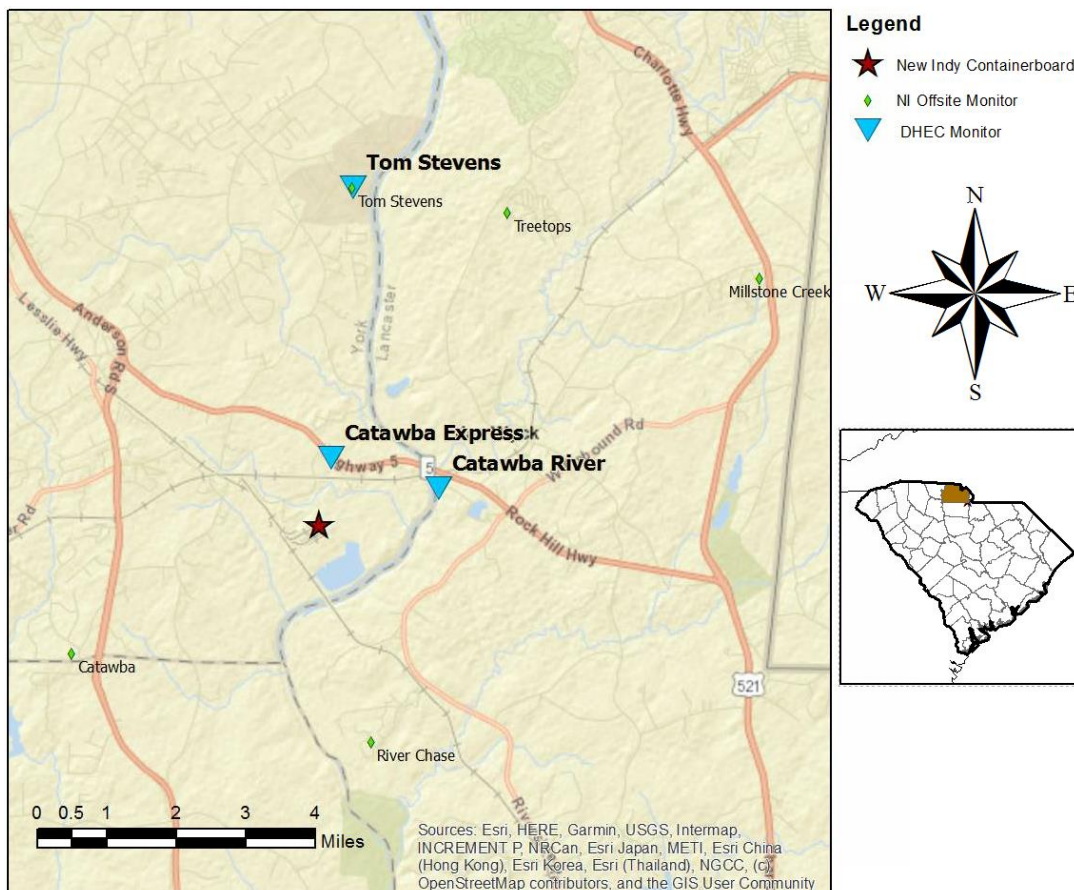 Legend
New Indy Containerboard
NI Offsite Monitor
DHEC Monitor
N
W
E
S
Charlotte Hwy
Tom Stevens
Tom Stevens
Treetops
Millstone Creek
Lesslie Hwy
Anderson Rd S
York
Lancaster
Catawba Express
Highway 5
5
Catawba River
Rock Hill Hwy
Catawba
521
River Chase
0 0.5 1 2 3 4
Miles
Sources: Esri, HERE, Garmin, USGS, Intermap,
INCREMENT P, NRCan, Esri Japan, METI, Esri China
(Hong Kong), Esri Korea, Esri (Thailand), NGCC, (c)
OpenStreetMap contributors, and the GIS User Community